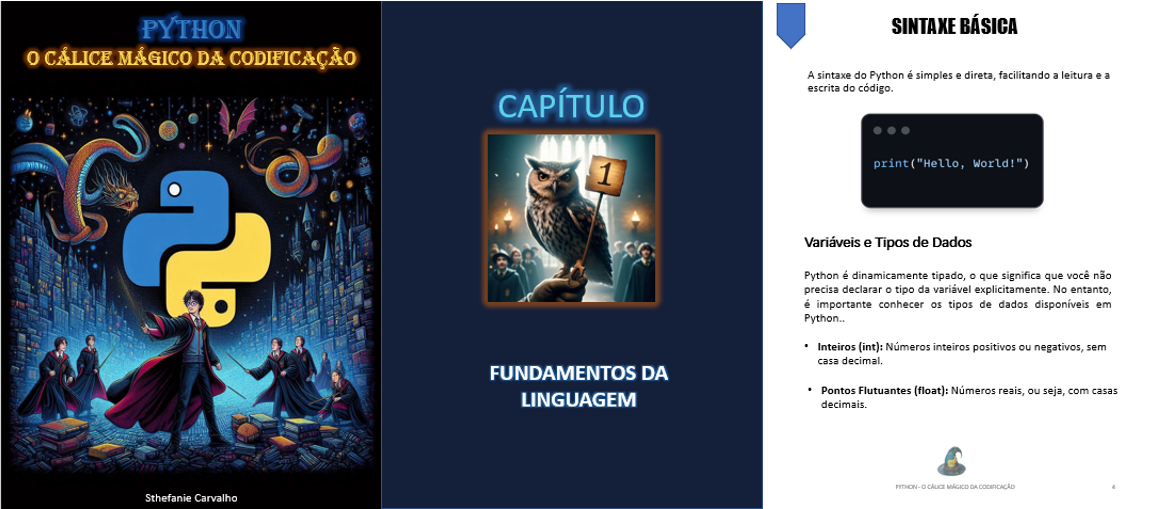 PYTHON
O CÁLICE MÁGICO DA CODIFICAÇÃO
Sthefanie Carvalho
CAPÍTULO
1
FUNDAMENTOS DA
LINGUAGEM
SINTAXE BÁSICA
A sintaxe do Python é simples e direta, facilitando a leitura e a
escrita do código.
print("Hello, World!")
Variáveis e Tipos de Dados
Python é dinamicamente tipado, o que significa que você não
precisa declarar o tipo da variável explicitamente. No entanto,
é importante conhecer os tipos de dados disponíveis em
Python..
• Inteiros (int): Números inteiros positivos ou negativos, sem
casa decimal.
• Pontos Flutuantes (float): Números reais, ou seja, com casas
decimais.
PYTHON - O CÁLICE MÁGICO DA CODIFICAÇÃO 4